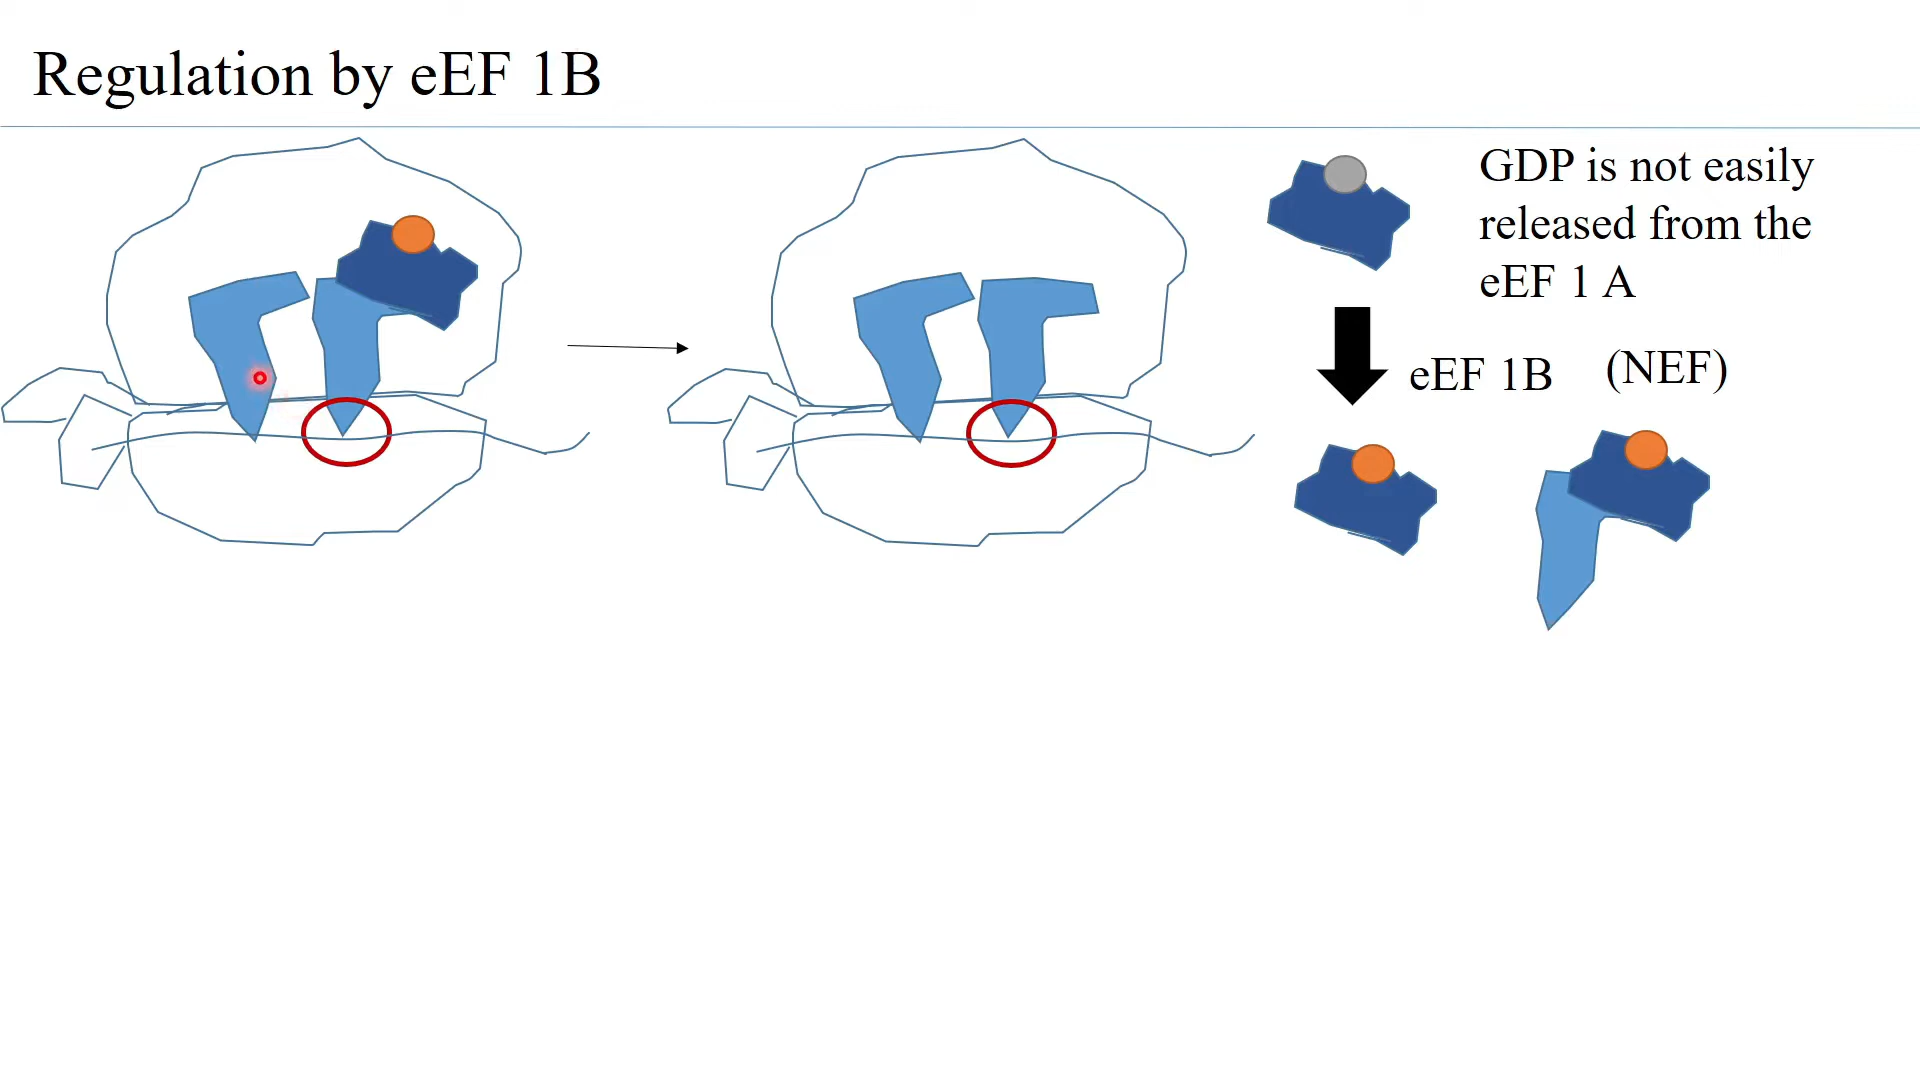 Regulation by eEF 1B
GDP is not easily
released from the
eEF 1 A
eEF 1B
(NEF)